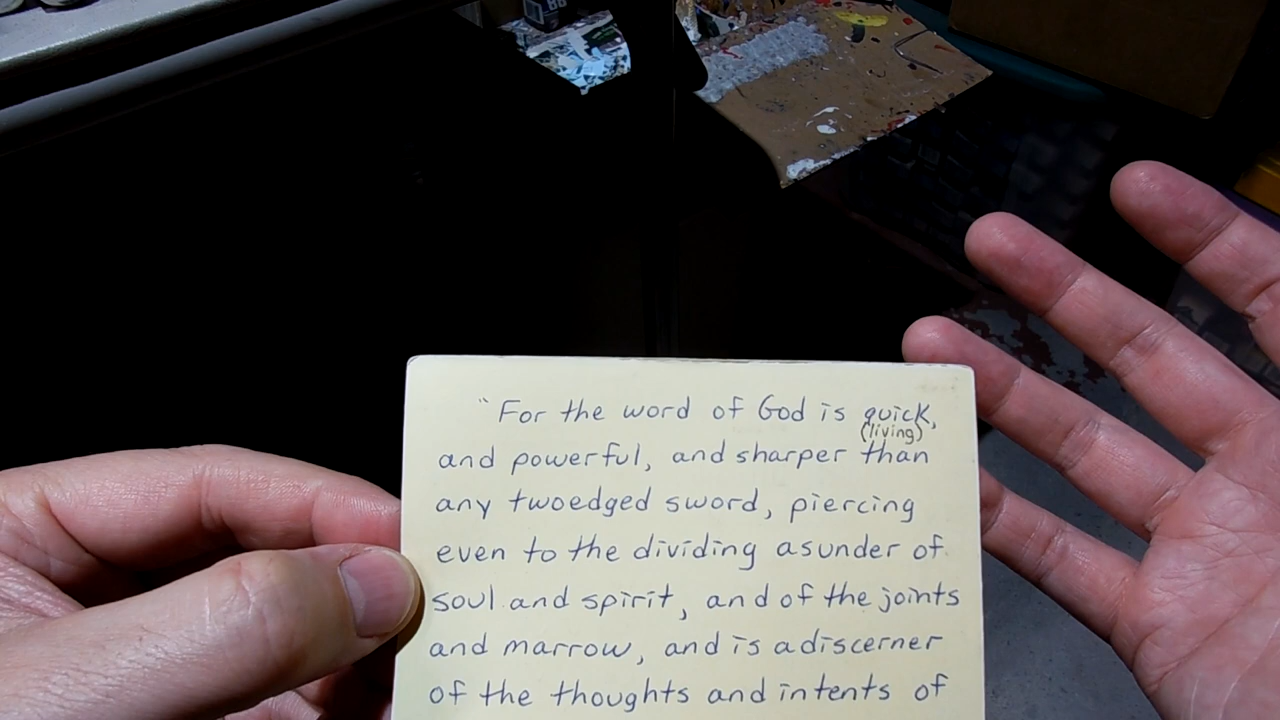 "For the word of God is quick,
(living)
and powerful, and sharper than
any twoedged sword, piercing
even to the dividing asunder of
soul and spirit, and of the joints
and marrow, and is a discerner
of the thoughts and intents of